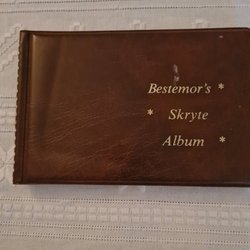 Bestemor's *
* Skryte
Album *